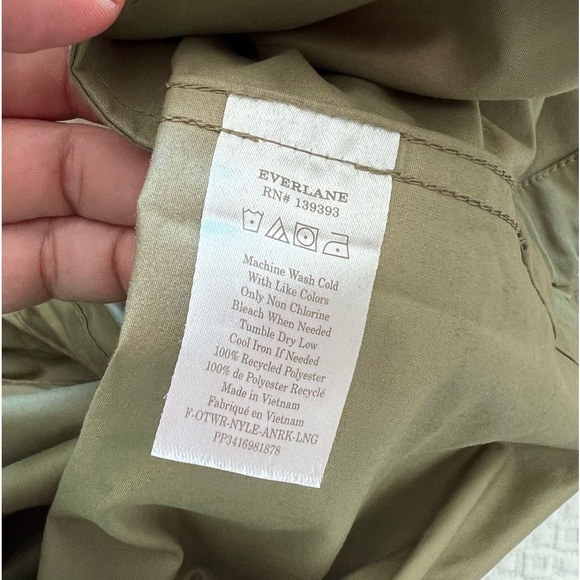 EVERLANE
RN# 139393
Machine Wash Cold
With Like Colors
Only Non Chlorine
Bleach When Needed
Tumble Dry Low
Cool Iron If Needed
100% Recycled Polyester
100% de Polyester Recyclé
Made in Vietnam
Fabriqué en Vietnam
F-OTWR-NYLE-ANRK-LNG
PP3416981878